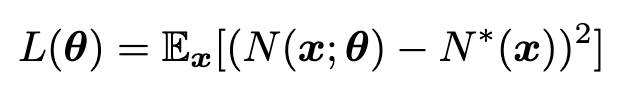 L(𝜽) = 𝔼ₓ[(N(𝒙; 𝜽) − N*(𝒙))²]